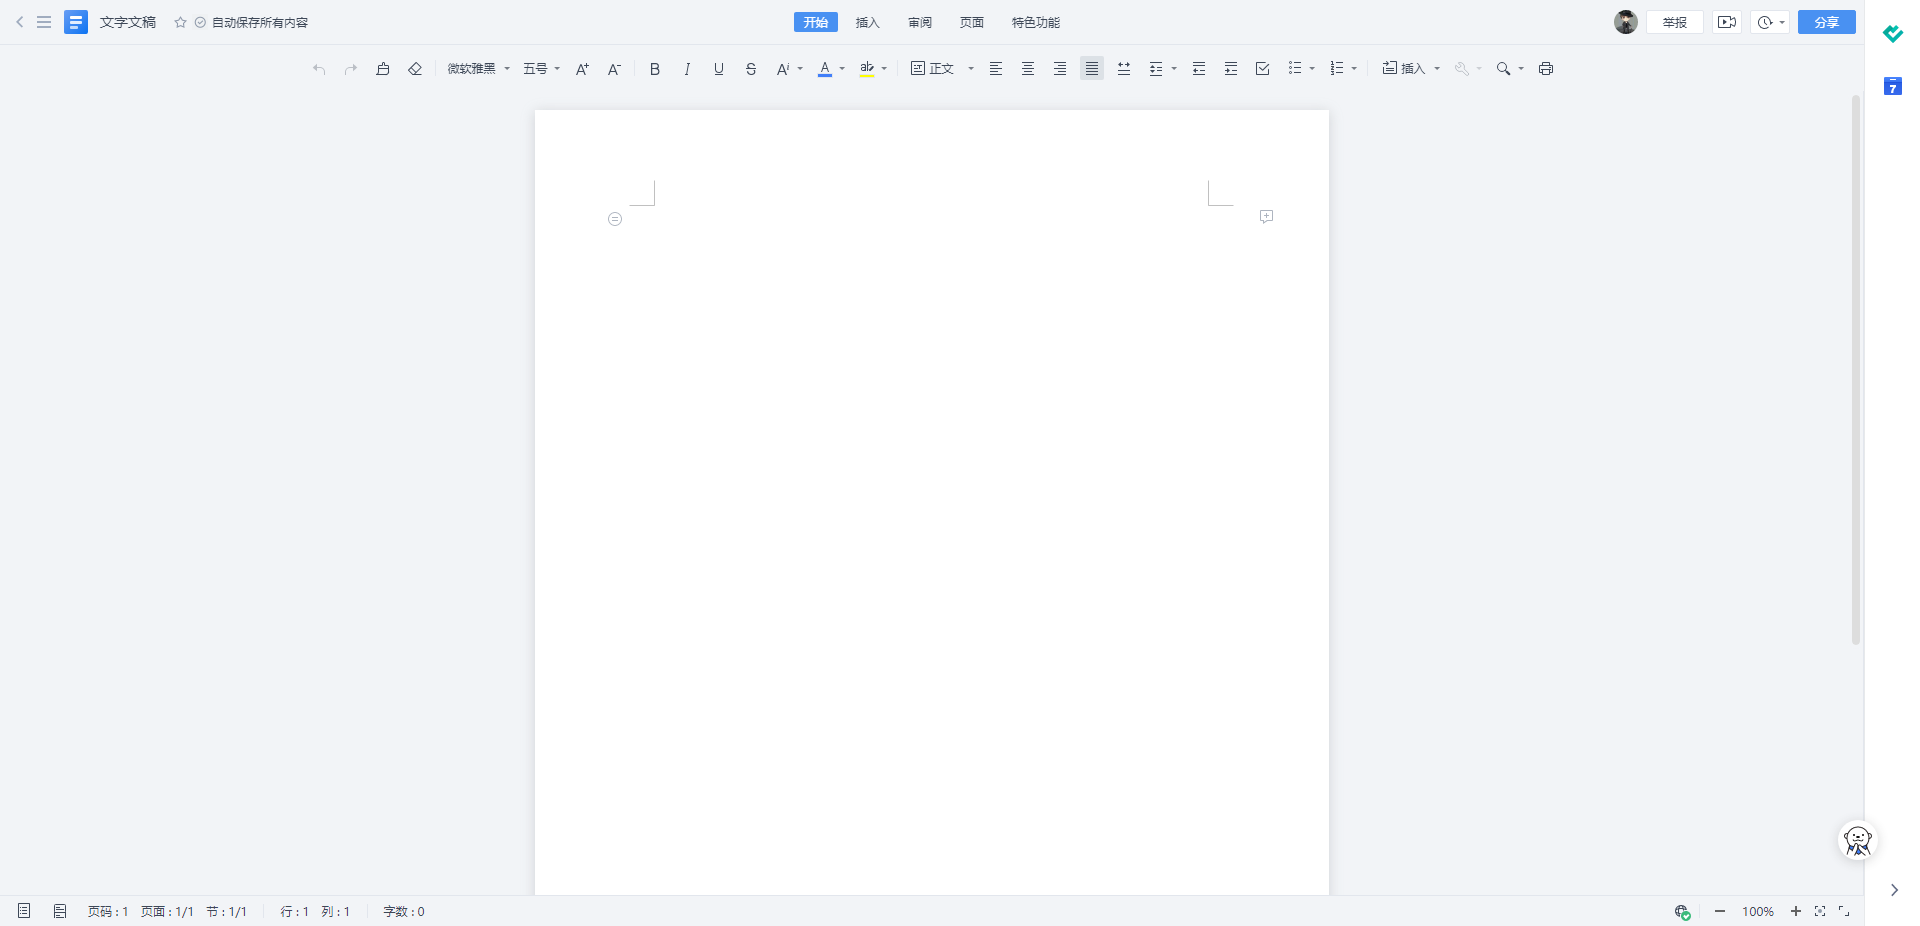 文字文稿 自动保存所有内容 开始 插入 审阅 页面 特色功能 举报 分享
微软雅黑 五号 A+ A- B I U S A A ab 正文 插入
7
页码 : 1 页面 : 1/1 节 : 1/1 行 : 1 列 : 1 字数 : 0 100%